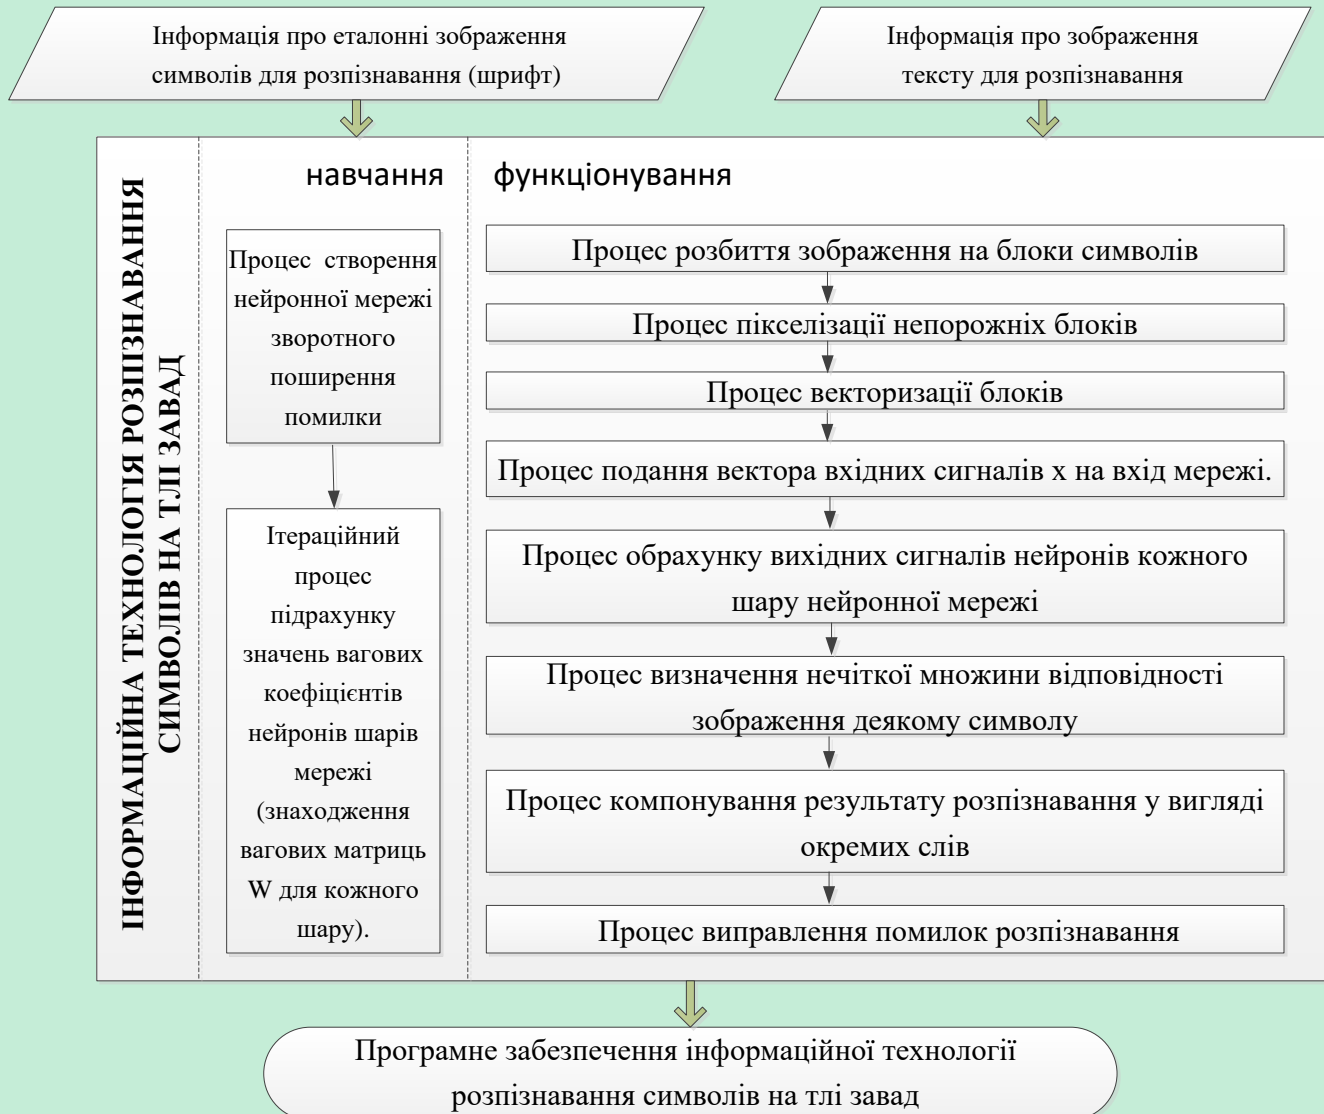 Інформація про еталонні зображення
символів для розпізнавання (шрифт)
Інформація про зображення
тексту для розпізнавання
ІНФОРМАЦІЙНА ТЕХНОЛОГІЯ РОЗПІЗНАВАННЯ
СИМВОЛІВ НА ТЛІ ЗАВАД
навчання
Процес створення
нейронної мережі
зворотного
поширення
помилки
Ітераційний
процес
підрахунку
значень вагових
коефіцієнтів
нейронів шарів
мережі
(знаходження
вагових матриць
W для кожного
шару).
функціонування
Процес розбиття зображення на блоки символів
Процес пікселізації непорожніх блоків
Процес векторизації блоків
Процес подання вектора вхідних сигналів x на вхід мережі.
Процес обрахунку вихідних сигналів нейронів кожного
шару нейронної мережі
Процес визначення нечіткої множини відповідності
зображення деякому символу
Процес компонування результату розпізнавання у вигляді
окремих слів
Процес виправлення помилок розпізнавання
Програмне забезпечення інформаційної технології
розпізнавання символів на тлі завад